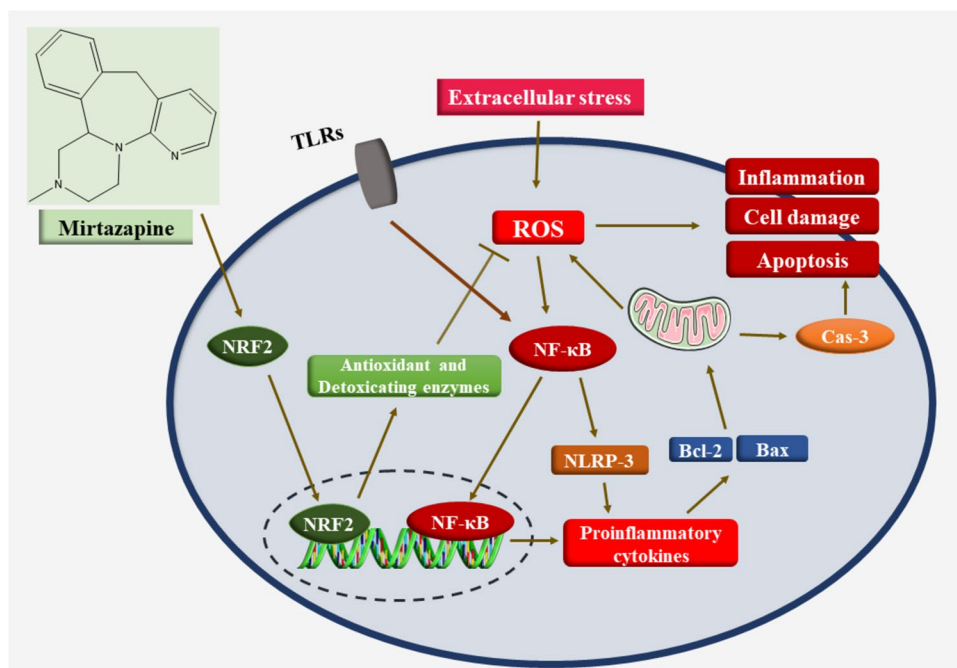 N
N
N
Mirtazapine
Extracellular stress
TLRs
Inflammation
Cell damage
Apoptosis
ROS
Cas-3
NRF2
Antioxidant and
Detoxicating enzymes
NF-κB
NLRP-3
Bcl-2
Bax
NRF2
NF-κB
Proinflammatory
cytokines